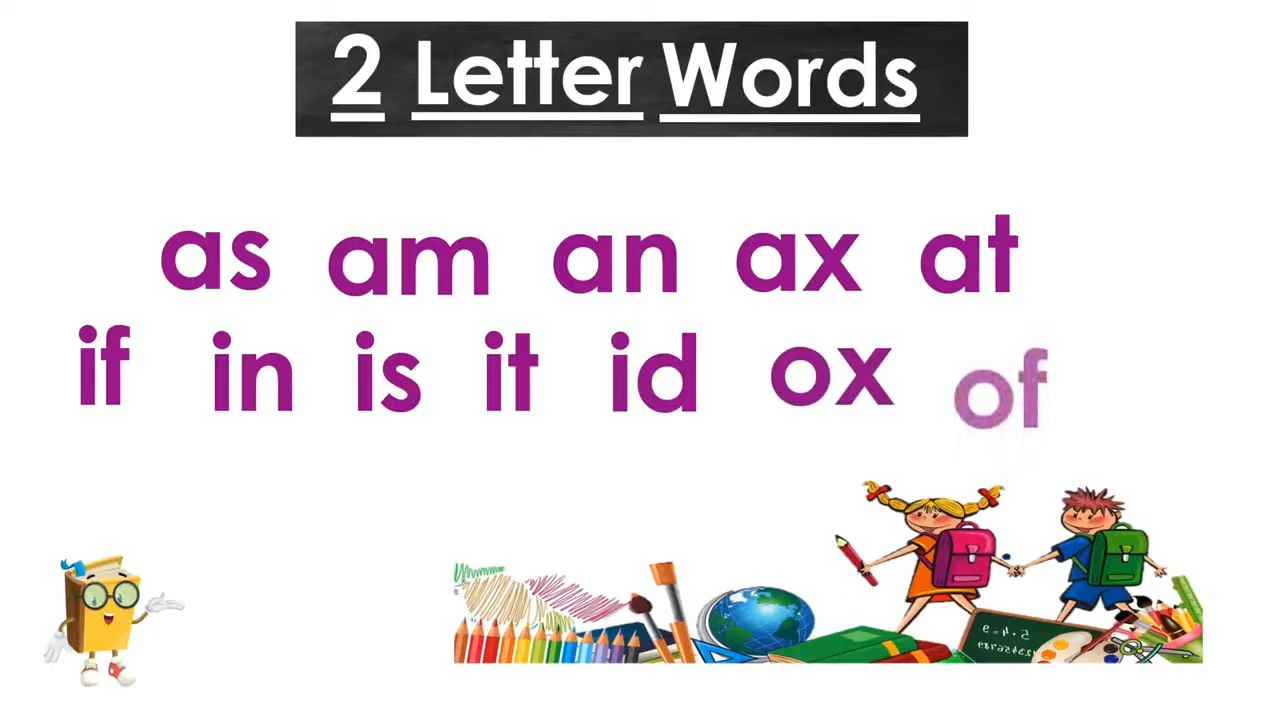 2 Letter Words
as am an ax at
if in is it id ox of